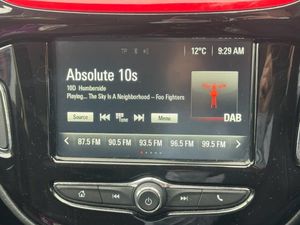 TP
12°C 9:29 AM
Absolute 10s
10D Humberside
Playing... The Sky Is A Neighborhood - Foo Fighters
Source Menu DAB
87.5 FM 90.5 FM 93.5 FM 96.5 FM 99.5 FM